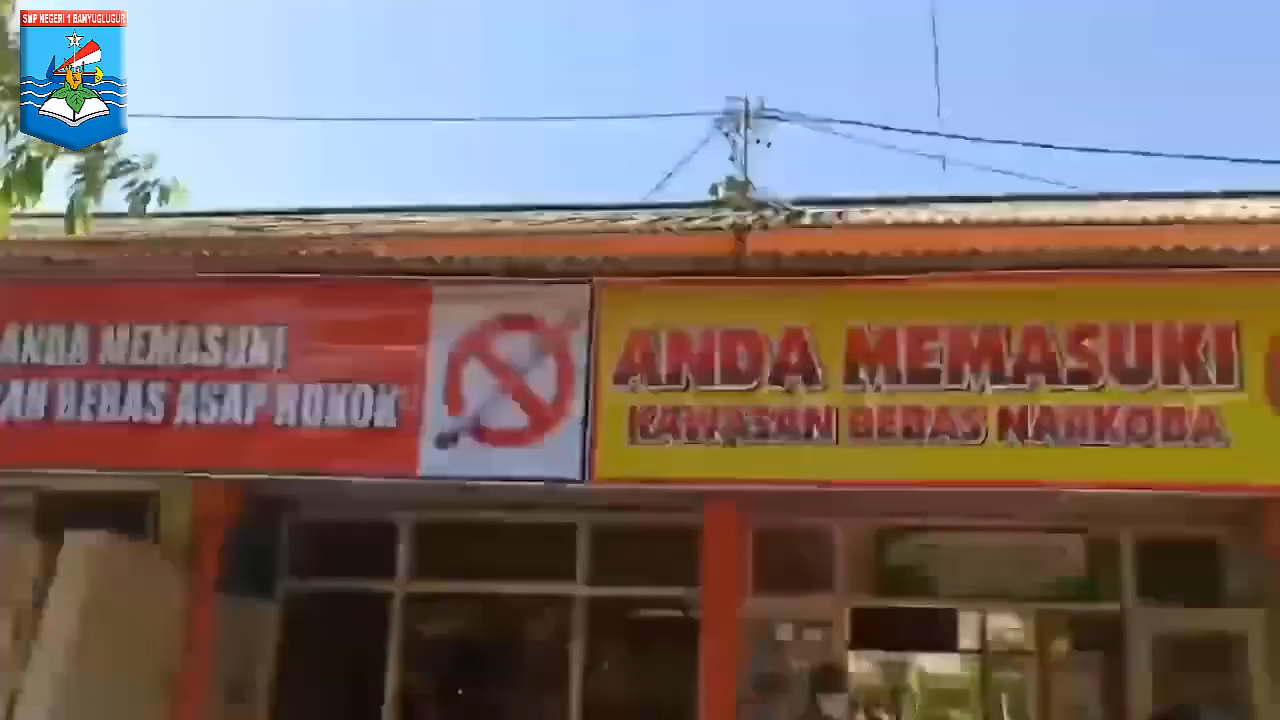 SMP NEGERI 1 BANYUGLUGUR
ANDA MEMASUKI
BEBAS ASAP ROKOK
ANDA MEMASUKI
KAWASAN BEBAS NARKOBA